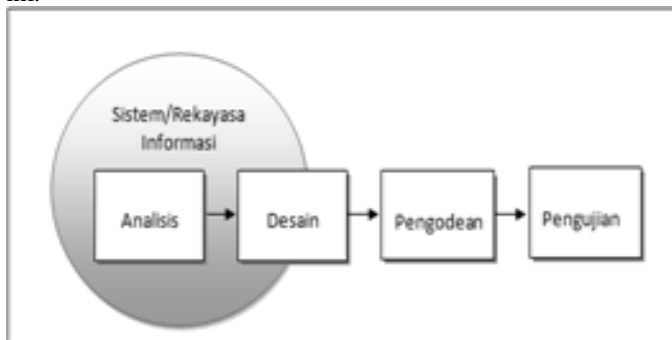 Sistem/Rekayasa
Informasi
Analisis
Desain
Pengodean
Pengujian